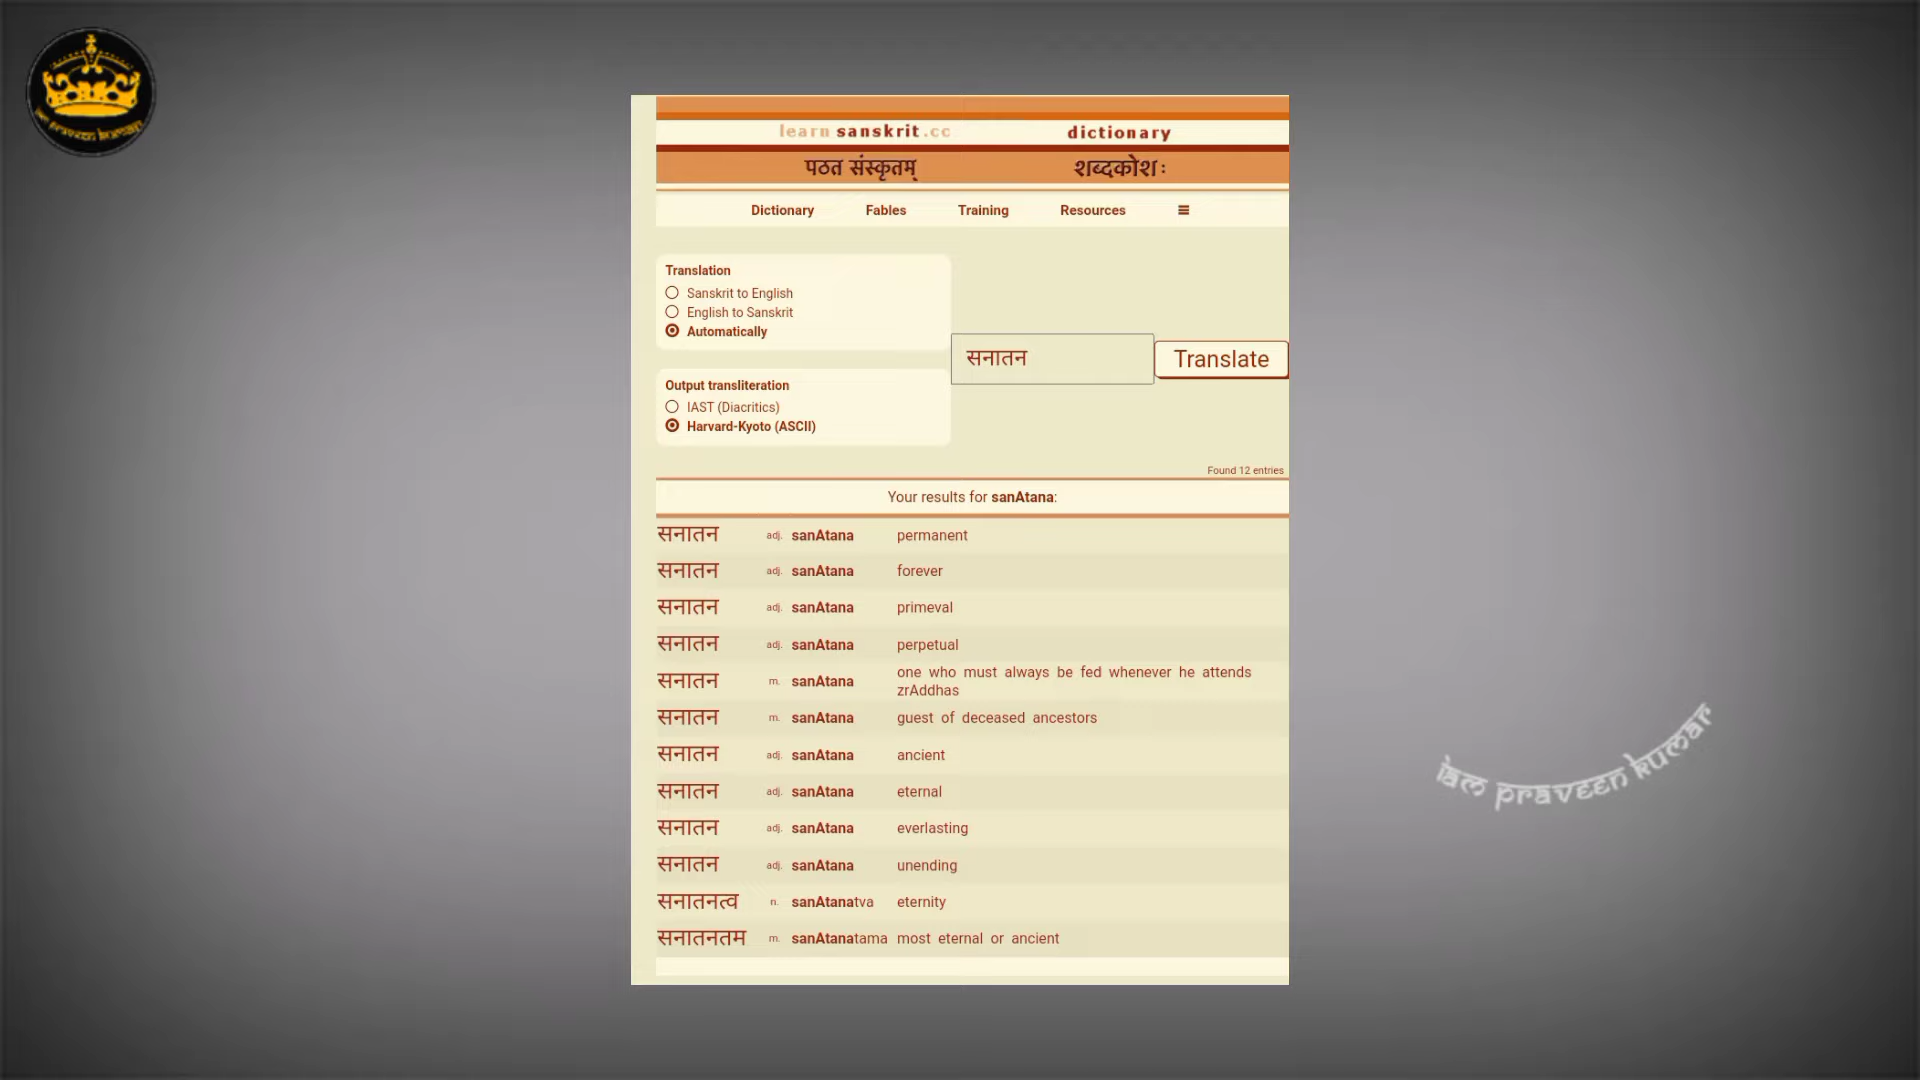 iam praveen kumar
learn sanskrit.cc dictionary
पठत संस्कृतम् शब्दकोशः
Dictionary Fables Training Resources
Translation
Sanskrit to English
English to Sanskrit
Automatically
सनातन Translate
Output transliteration
IAST (Diacritics)
Harvard-Kyoto (ASCII)
Found 12 entries
Your results for sanAtana:
सनातन adj. sanAtana permanent
सनातन adj. sanAtana forever
सनातन adj. sanAtana primeval
सनातन adj. sanAtana perpetual
सनातन m. sanAtana one who must always be fed whenever he attends
zrAddhas
सनातन m. sanAtana guest of deceased ancestors
सनातन adj. sanAtana ancient
सनातन adj. sanAtana eternal
सनातन adj. sanAtana everlasting
सनातन adj. sanAtana unending
सनातनत्व n. sanAtanatva eternity
सनातनतम m. sanAtanatama most eternal or ancient
iam praveen kumar